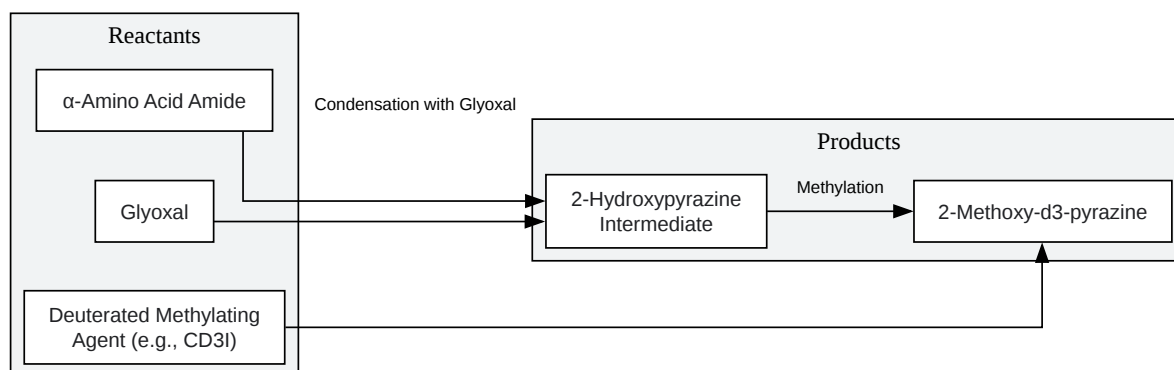 Reactants
α-Amino Acid Amide
Condensation with Glyoxal
Products
Glyoxal
2-Hydroxypyrazine
Intermediate
Methylation
2-Methoxy-d3-pyrazine
Deuterated Methylating
Agent (e.g., CD3I)